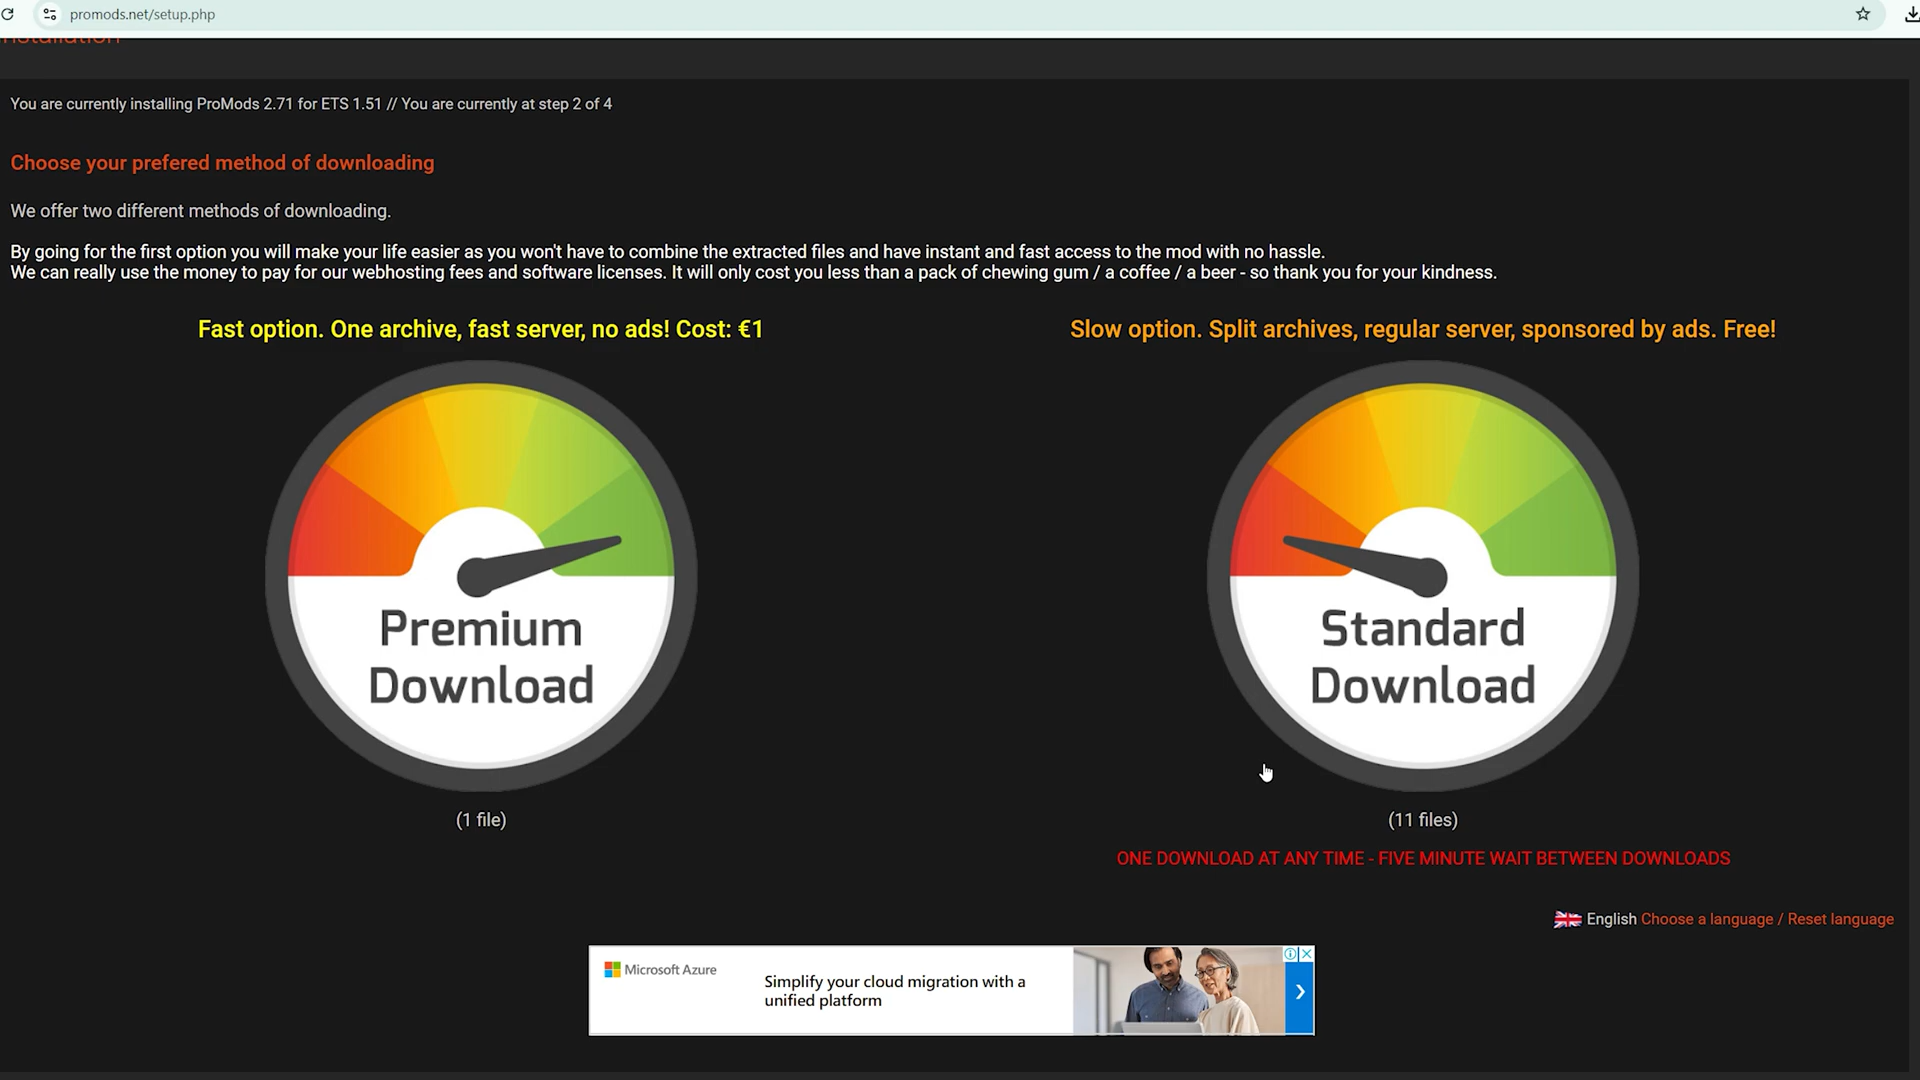 promods.net/setup.php
Installation
You are currently installing ProMods 2.71 for ETS 1.51 // You are currently at step 2 of 4
Choose your prefered method of downloading
We offer two different methods of downloading.
By going for the first option you will make your life easier as you won't have to combine the extracted files and have instant and fast access to the mod with no hassle.
We can really use the money to pay for our webhosting fees and software licenses. It will only cost you less than a pack of chewing gum / a coffee / a beer - so thank you for your kindness.
Fast option. One archive, fast server, no ads! Cost: €1
Premium
Download
(1 file)
Slow option. Split archives, regular server, sponsored by ads. Free!
Standard
Download
(11 files)
ONE DOWNLOAD AT ANY TIME - FIVE MINUTE WAIT BETWEEN DOWNLOADS
English Choose a language / Reset language
Microsoft Azure
Simplify your cloud migration with a
unified platform